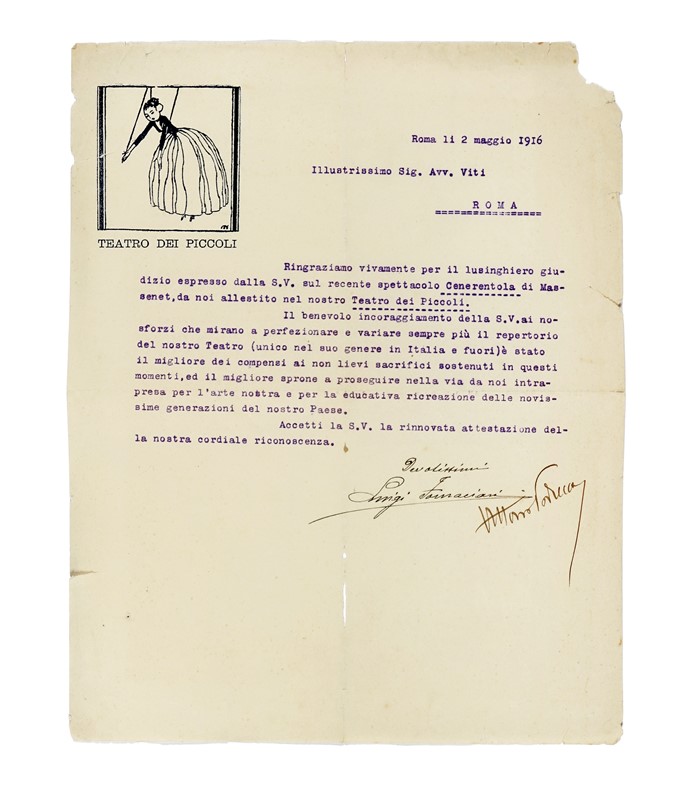 TEATRO DEI PICCOLI
Roma li 2 maggio 1916
Illustrissimo Sig. Avv. Viti
ROMA
Ringraziamo vivamente per il lusinghiero giu-
dizio espresso dalla S.V. sul recente spettacolo Cenerentola di Mas-
senet,da noi allestito nel nostro Teatro dei Piccoli.
Il benevolo incoraggiamento della S.V.ai no-
sforzi che mirano a perfezionare e variare sempre più il repertorio
del nostro Teatro (unico nel suo genere in Italia e fuori)è stato
il migliore dei compensi ai non lievi sacrifici sostenuti in questi
momenti,ed il migliore sprone a proseguire nella via da noi intra-
presa per l'arte nostra e per la educativa ricreazione delle novis-
sime generazioni del nostro Paese.
Accetti la S.V. la rinnovata attestazione del-
la nostra cordiale riconoscenza.
Devotissimi
Luigi Fornaciari
Vittorio Podrecca